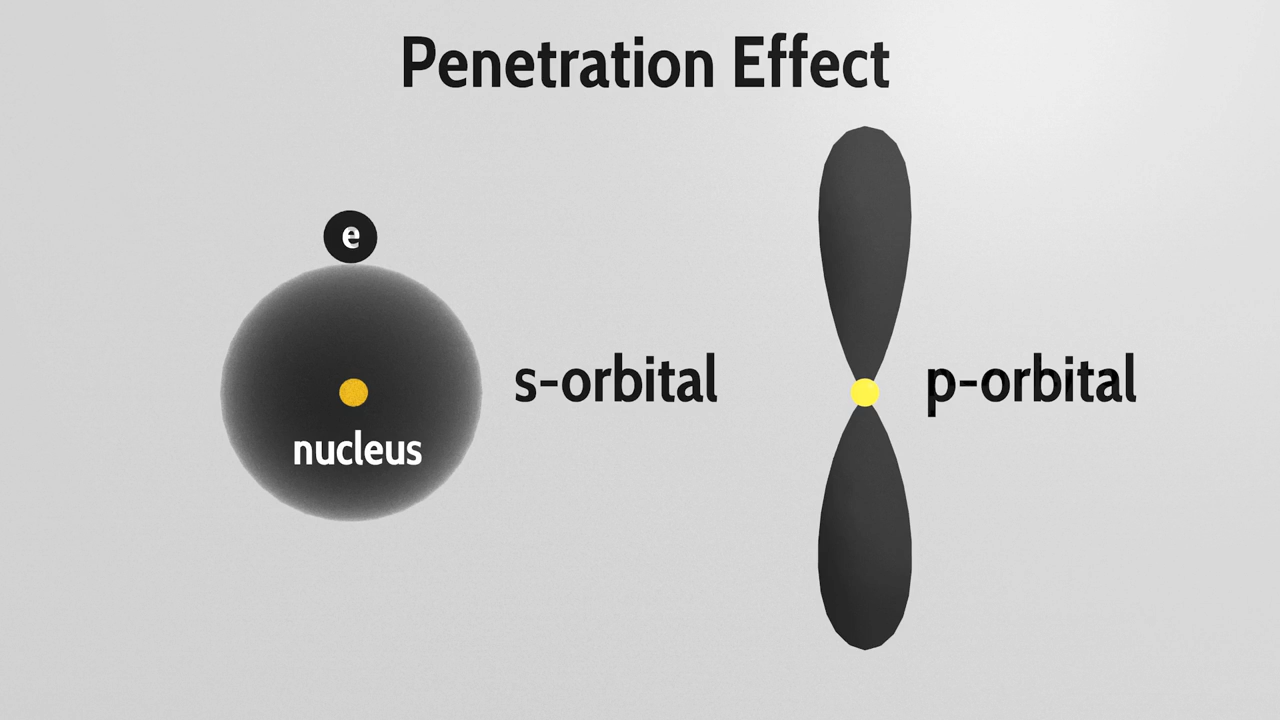 Penetration Effect
e
nucleus
s-orbital
p-orbital